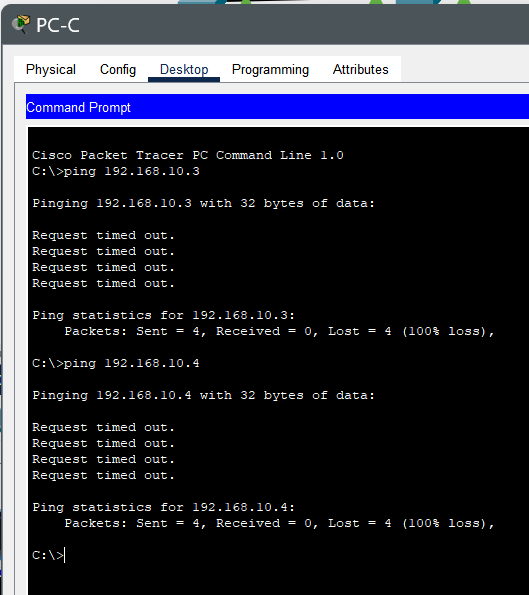 PC-C
Physical Config Desktop Programming Attributes
Command Prompt
Cisco Packet Tracer PC Command Line 1.0
C:\>ping 192.168.10.3
Pinging 192.168.10.3 with 32 bytes of data:
Request timed out.
Request timed out.
Request timed out.
Request timed out.
Ping statistics for 192.168.10.3:
Packets: Sent = 4, Received = 0, Lost = 4 (100% loss),
C:\>ping 192.168.10.4
Pinging 192.168.10.4 with 32 bytes of data:
Request timed out.
Request timed out.
Request timed out.
Request timed out.
Ping statistics for 192.168.10.4:
Packets: Sent = 4, Received = 0, Lost = 4 (100% loss),
C:\>